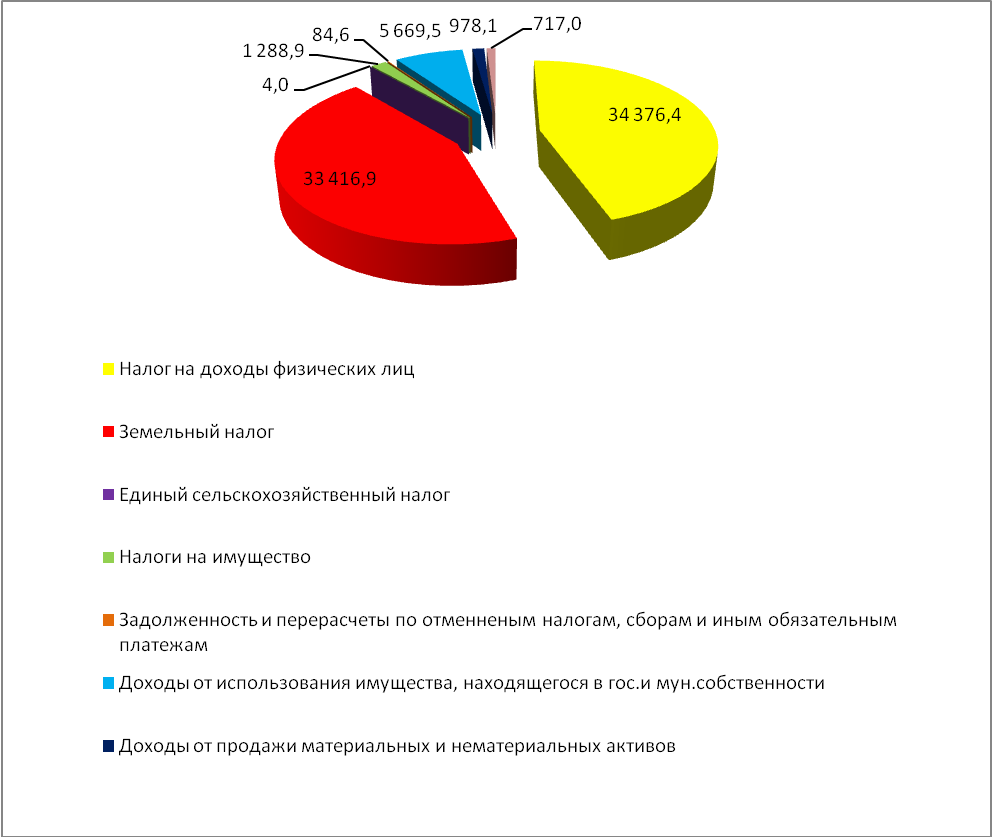 84,6
5 669,5
978,1
717,0
1 288,9
4,0
34 376,4
33 416,9
Налог на доходы физических лиц
Земельный налог
Единый сельскохозяйственный налог
Налоги на имущество
Задолженность и перерасчеты по отменненым налогам, сборам и иным обязательным
платежам
Доходы от использования имущества, находящегося в гос.и мун.собственности
Доходы от продажи материальных и нематериальных активов